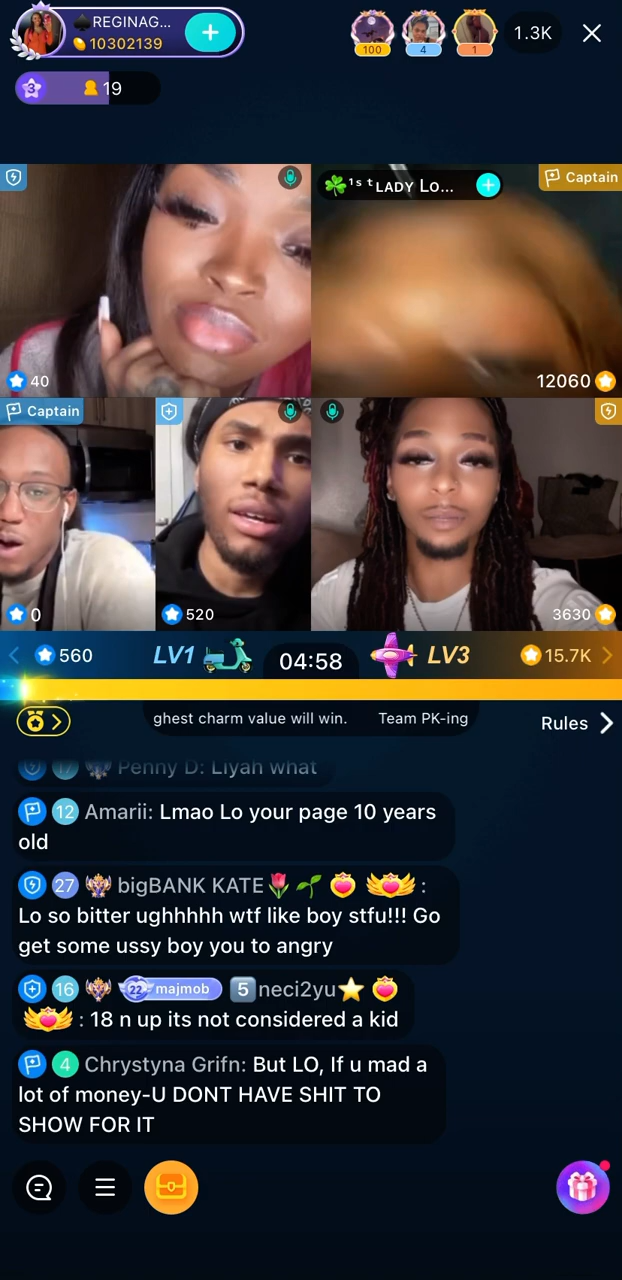 ♠REGINAG...
10302139
100
4
1
1.3K
3
19
☘️¹ˢᵗLADY Lo...
Captain
40
12060
Captain
0
520
3630
560
LV1
04:58
LV3
15.7K
ghest charm value will win. Team PK-ing
Rules
17 Penny D: Liyah what
12 Amarii: Lmao Lo your page 10 years
old
27 bigBANK KATE🌷🌱 :
Lo so bitter ughhhhh wtf like boy stfu!!! Go
get some ussy boy you to angry
16 22 majmob 5️⃣neci2yu⭐
: 18 n up its not considered a kid
4 Chrystyna Grifn: But LO, If u mad a
lot of money-U DONT HAVE SHIT TO
SHOW FOR IT